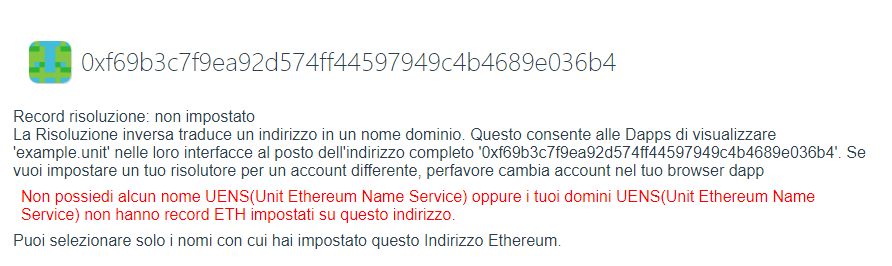 0xf69b3c7f9ea92d574ff44597949c4b4689e036b4
Record risoluzione: non impostato
La Risoluzione inversa traduce un indirizzo in un nome dominio. Questo consente alle Dapps di visualizzare
'example.unit' nelle loro interfacce al posto dell'indirizzo completo '0xf69b3c7f9ea92d574ff44597949c4b4689e036b4'. Se
vuoi impostare un tuo risolutore per un account differente, perfavore cambia account nel tuo browser dapp
Non possiedi alcun nome UENS(Unit Ethereum Name Service) oppure i tuoi domini UENS(Unit Ethereum Name
Service) non hanno record ETH impostati su questo indirizzo.
Puoi selezionare solo i nomi con cui hai impostato questo Indirizzo Ethereum.